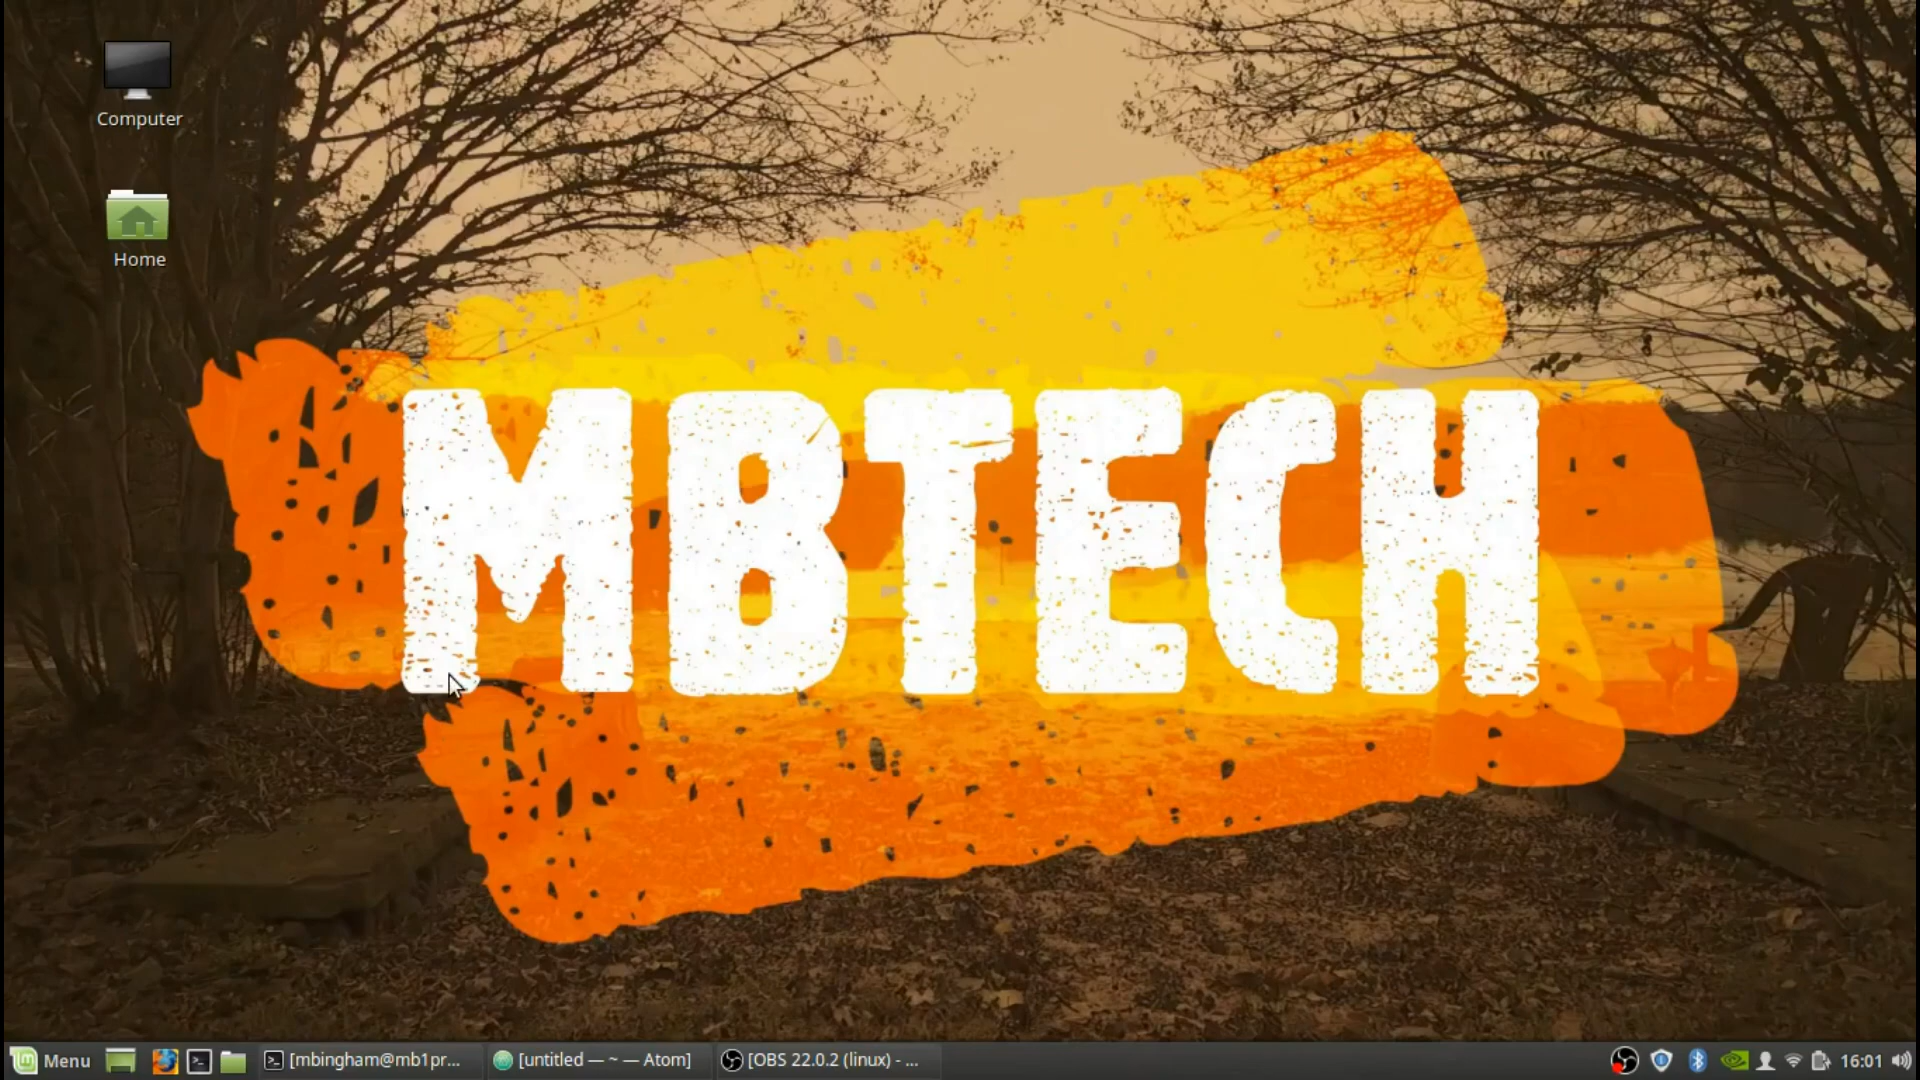 Computer
Home
MBTECH
Menu
[mbingham@mb1pr...
[untitled — ~ — Atom]
[OBS 22.0.2 (linux) - ...
16:01